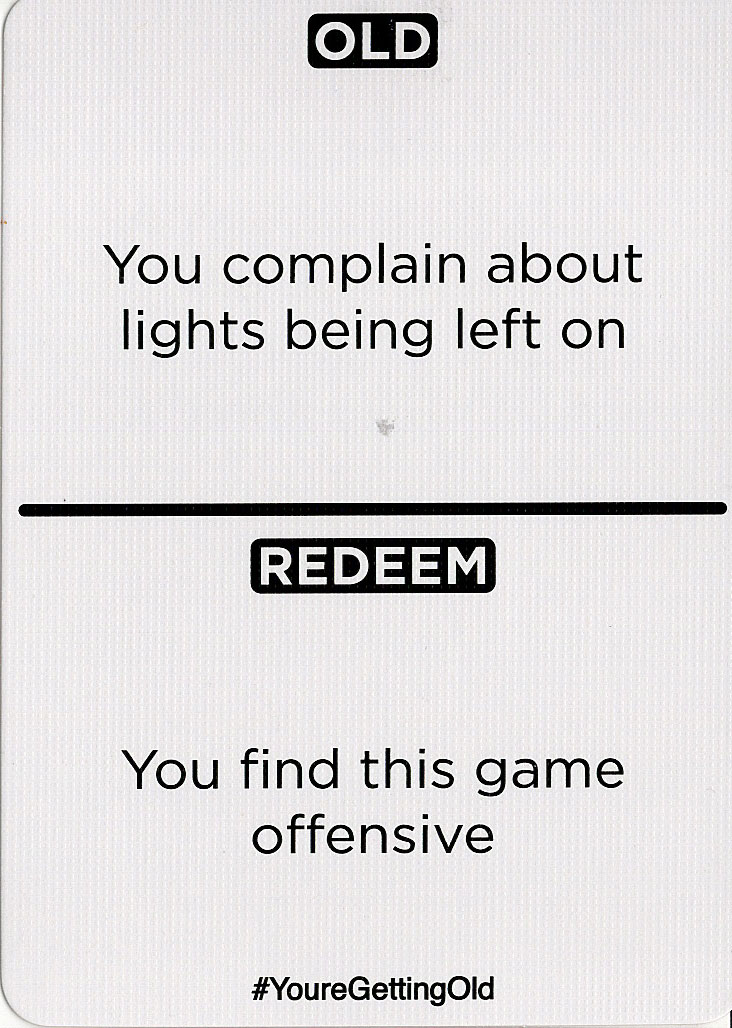 OLD
You complain about
lights being left on
REDEEM
You find this game
offensive
#YoureGettingOld